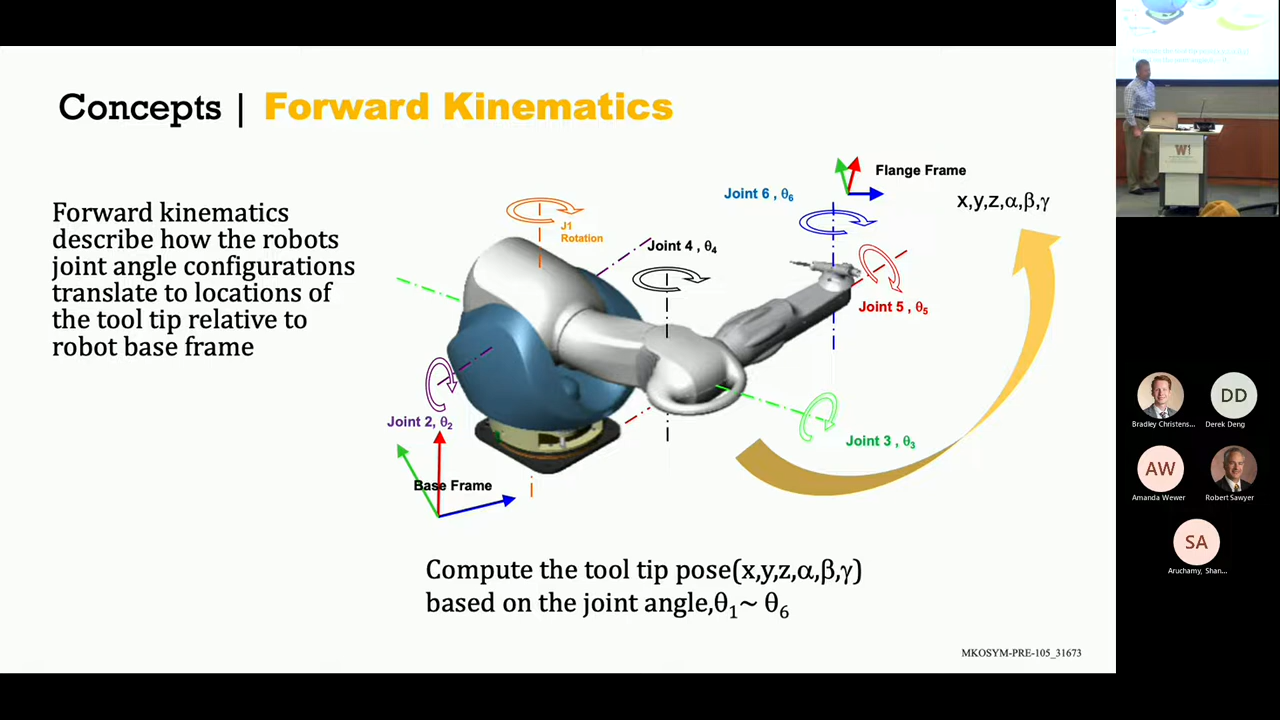 Concepts | Forward Kinematics
Forward kinematics
describe how the robots
joint angle configurations
translate to locations of
the tool tip relative to
robot base frame
Flange Frame
Joint 6 , θ6
x,y,z,α,β,γ
J1
Rotation
Joint 4 , θ4
Joint 5 , θ5
Joint 2, θ2
Joint 3 , θ3
Base Frame
Compute the tool tip pose(x,y,z,α,β,γ)
based on the joint angle,θ1~ θ6
MKOSYM-PRE-105_31673
W1
DD
Bradley Christens...
Derek Deng
AW
Amanda Wewer
Robert Sawyer
SA
Aruchamy, Shan...